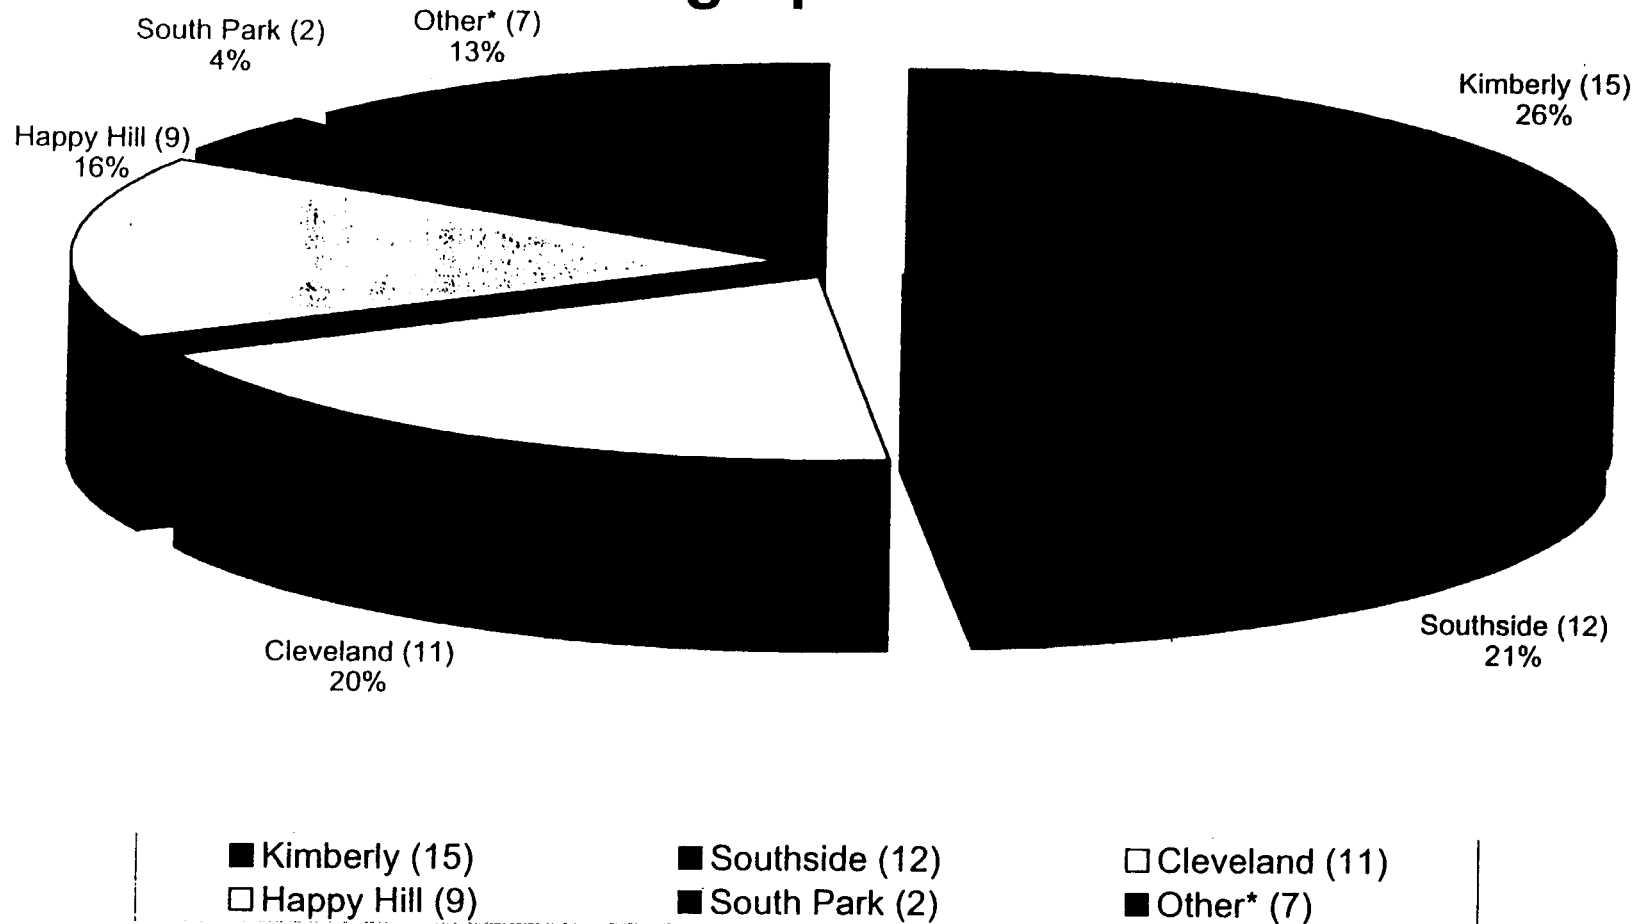 South Park (2)
4%
Other* (7)
13%
Kimberly (15)
26%
Happy Hill (9)
16%
Cleveland (11)
20%
Southside (12)
21%
Kimberly (15) Southside (12) Cleveland (11)
Happy Hill (9) South Park (2) Other* (7)